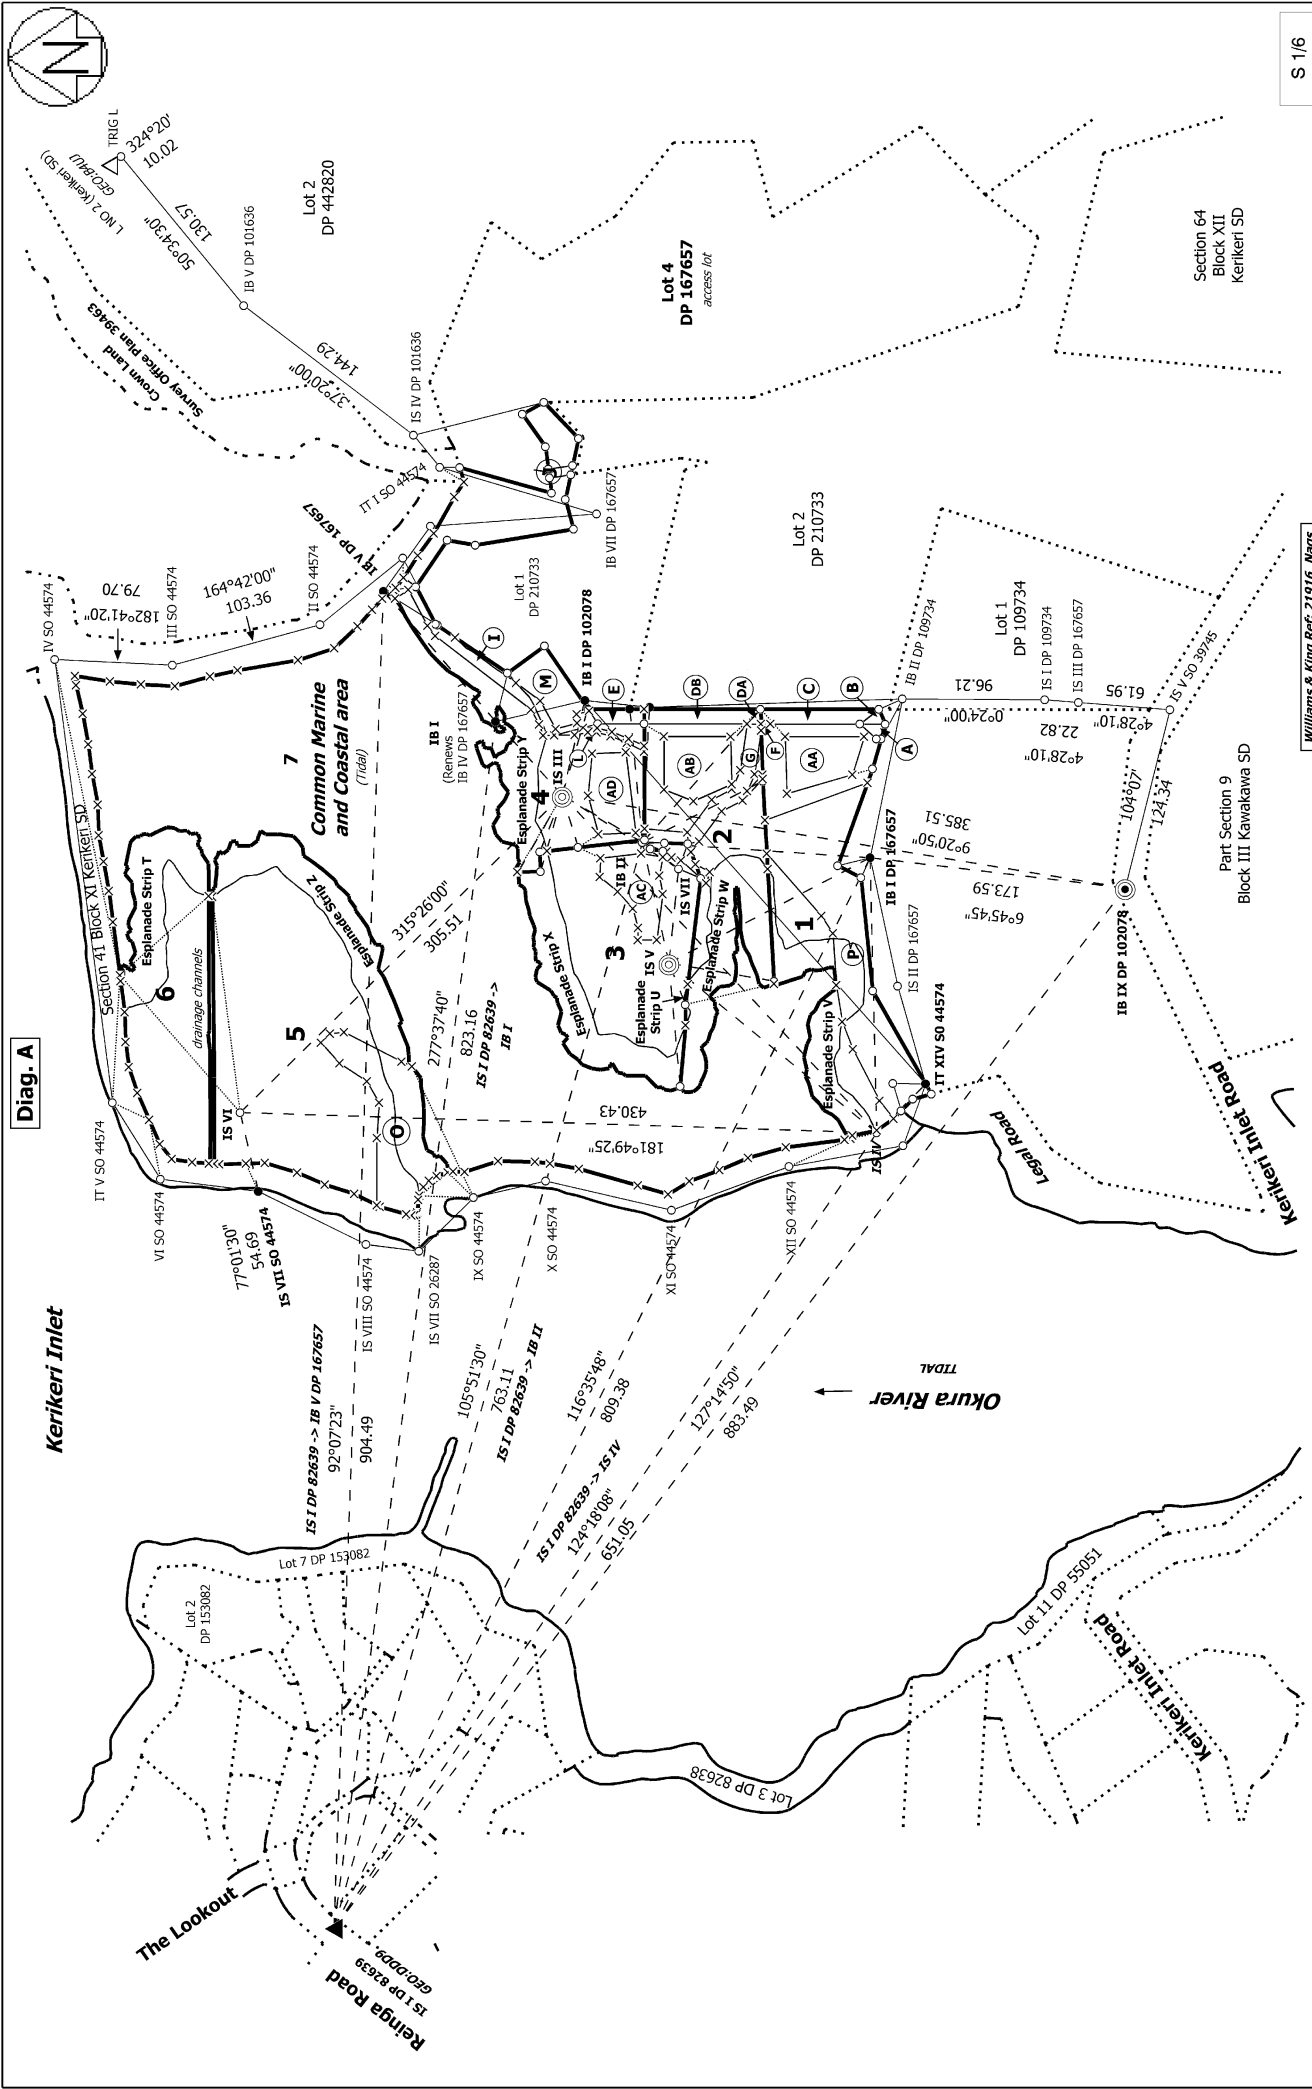 Diag. A
N
S 1/6
Kerikeri Inlet
TRIG L
324°20'
10.02
L NO 2 (Kerikeri SD)
GEO:B4UJ
130.57
50°34'30"
IB V DP 101636
Lot 2
DP 442820
Crown Land
Survey Office Plan 39463
144.29
37°20'00"
IS IV DP 101636
Lot 4
DP 167657
access lot
Section 64
Block XII
Kerikeri SD
IV SO 44574
79.70
182°41'20"
III SO 44574
164°42'00"
103.36
II SO 44574
IT I SO 44574
IB V DP 167657
J
IB VII DP 167657
Lot 1
DP 210733
Lot 2
DP 210733
7
Common Marine
and Coastal area
(Tidal)
IB I
(Renews
IB IV DP 167657)
I
M
IB I DP 102078
E
DB
DA
C
B
A
L
AD
AB
G
F
AA
IB II DP 109734
Lot 1
DP 109734
IS I DP 109734
IS III DP 167657
96.21
0°24'00"
22.82
4°28'10"
61.95
4°28'10"
IS V SO 39745
104°07'
124.34
Part Section 9
Block III Kawakawa SD
Section 41 Block XI Kerikeri SD
Esplanade Strip T
6
drainage channels
Esplanade Strip Z
5
IS VI
O
315°26'00"
305.51
277°37'40"
823.16
IS I DP 82639 ->
IB I
Esplanade Strip Y
4
IS III
Esplanade Strip X
3
IB II
AC
IS VII
IS V
Esplanade
Strip U
Esplanade Strip W
2
1
P
Esplanade Strip V
IB I DP 167657
385.51
9°20'50"
173.59
6°45'45"
IS II DP 167657
IT XIV SO 44574
IB IX DP 102078
430.43
181°49'25"
IS IV
Legal Road
Kerikeri Inlet Road
IT V SO 44574
VI SO 44574
77°01'30"
54.69
IS VII SO 44574
IS VIII SO 44574
IS VII SO 26287
IX SO 44574
X SO 44574
XI SO 44574
XII SO 44574
IS I DP 82639 -> IB V DP 167657
92°07'23"
904.49
105°51'30"
763.11
IS I DP 82639 -> IB II
116°35'48"
809.38
IS I DP 82639 -> IS IV
124°18'08"
651.05
127°14'50"
883.49
Okura River
TIDAL
Lot 7 DP 153082
Lot 2
DP 153082
Lot 3 DP 82638
Lot 11 DP 55051
Kerikeri Inlet Road
The Lookout
Reinga Road
IS I DP 82639
GEO:DDD9
Williams & King Ref: 21916 Nags